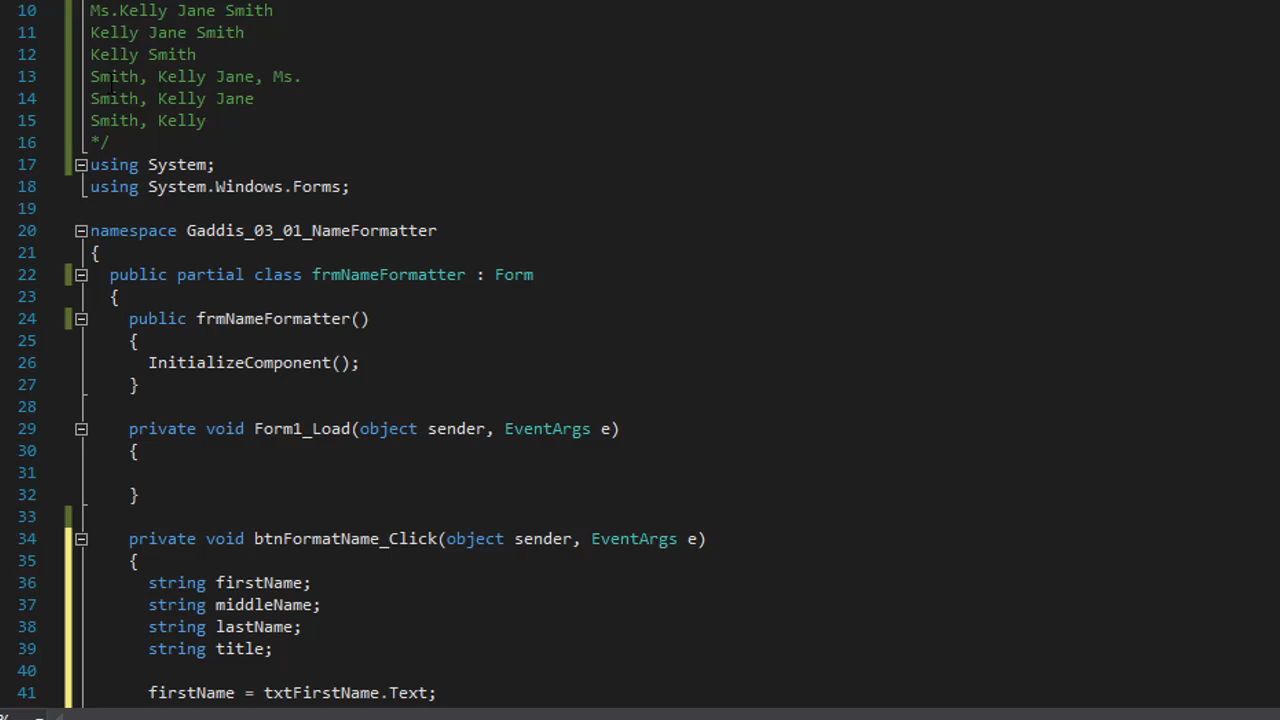 10 Ms.Kelly Jane Smith
11 Kelly Jane Smith
12 Kelly Smith
13 Smith, Kelly Jane, Ms.
14 Smith, Kelly Jane
15 Smith, Kelly
16 */
17 using System;
18 using System.Windows.Forms;
19
20 namespace Gaddis_03_01_NameFormatter
21 {
22 public partial class frmNameFormatter : Form
23 {
24 public frmNameFormatter()
25 {
26 InitializeComponent();
27 }
28
29 private void Form1_Load(object sender, EventArgs e)
30 {
31
32 }
33
34 private void btnFormatName_Click(object sender, EventArgs e)
35 {
36 string firstName;
37 string middleName;
38 string lastName;
39 string title;
40
41 firstName = txtFirstName.Text;